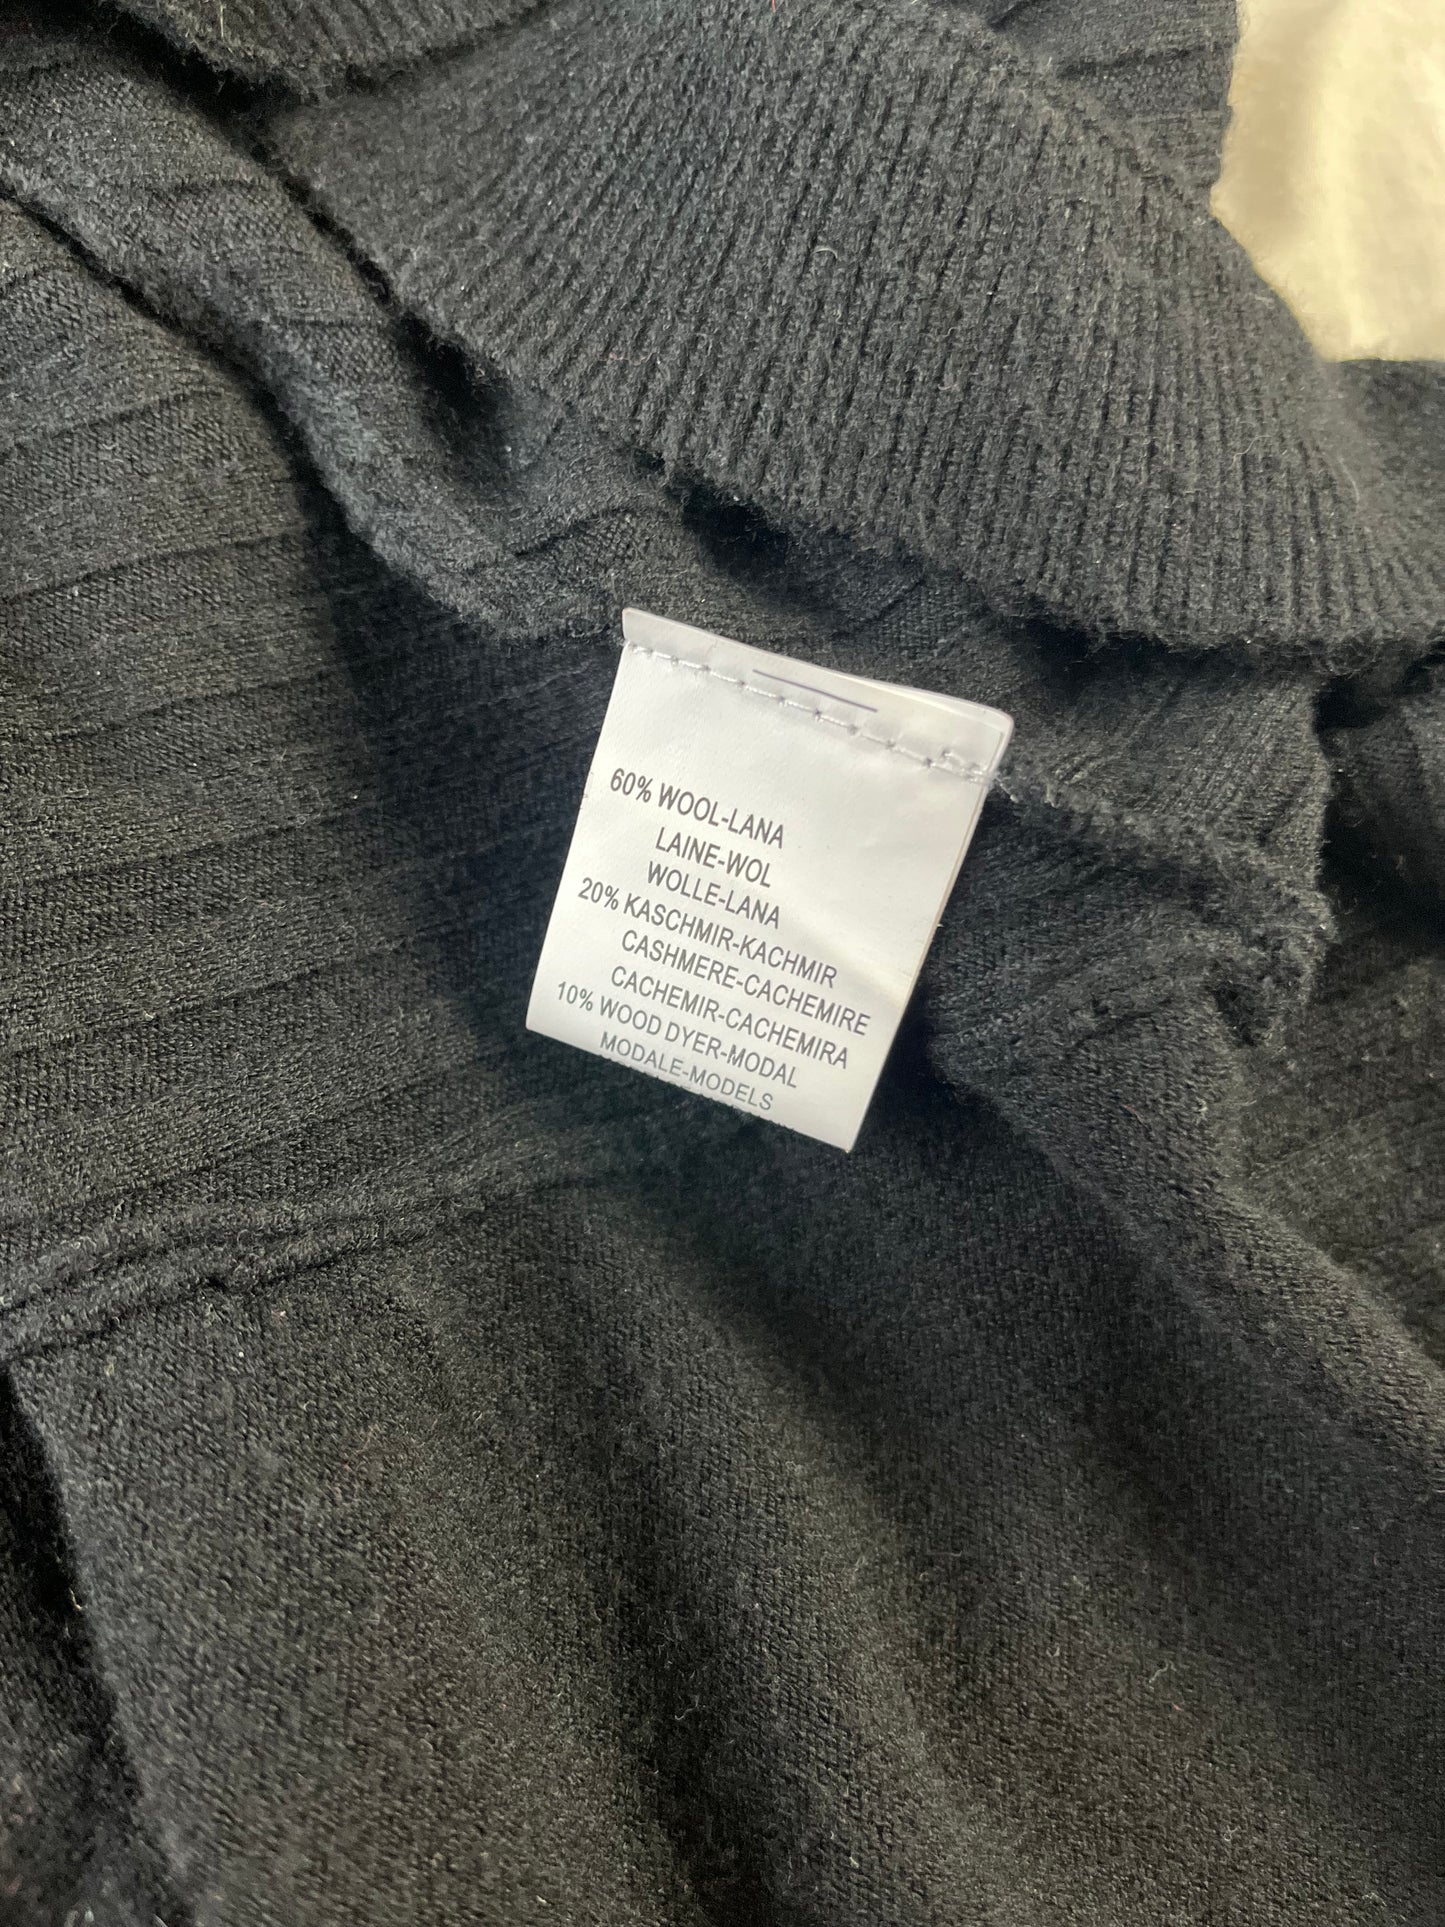 60% WOOL-LANA
LAINE-WOL
WOLLE-LANA
20% KASCHMIR-KACHMIR
CASHMERE-CACHEMIRE
CACHEMIR-CACHEMIRA
10% WOOD DYER-MODAL
MODALE-MODELS